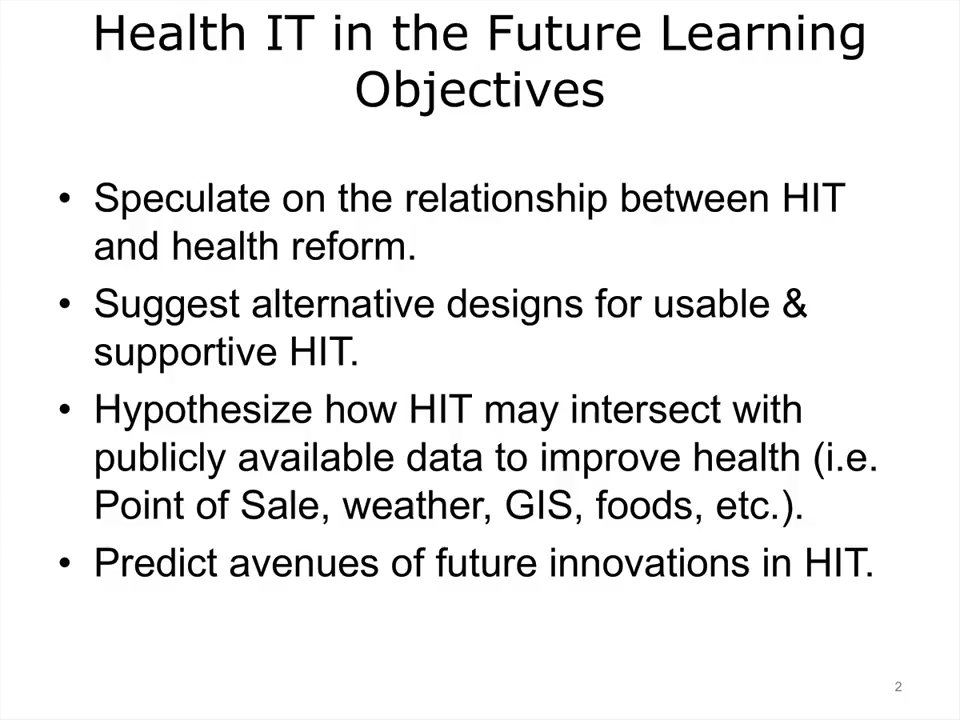 Health IT in the Future Learning
Objectives
• Speculate on the relationship between HIT
and health reform.
• Suggest alternative designs for usable &
supportive HIT.
• Hypothesize how HIT may intersect with
publicly available data to improve health (i.e.
Point of Sale, weather, GIS, foods, etc.).
• Predict avenues of future innovations in HIT.
2